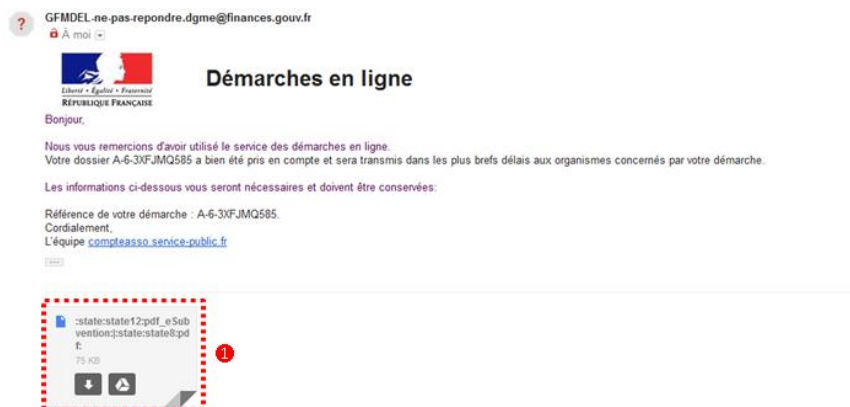 GFMDEL-ne-pas-repondre.dgme@finances.gouv.fr
À moi
Liberté • Égalité • Fraternité
RÉPUBLIQUE FRANÇAISE
Démarches en ligne
Bonjour,
Nous vous remercions d'avoir utilisé le service des démarches en ligne.
Votre dossier A-6-3XFJMQ585 a bien été pris en compte et sera transmis dans les plus brefs délais aux organismes concernés par votre démarche.
Les informations ci-dessous vous seront nécessaires et doivent être conservées:
Référence de votre démarche : A-6-3XFJMQ585.
Cordialement,
L'équipe compteasso.service-public.fr
:state:state12:pdf_eSub
vention:|:state:state8:pd
f:
75 KB
1